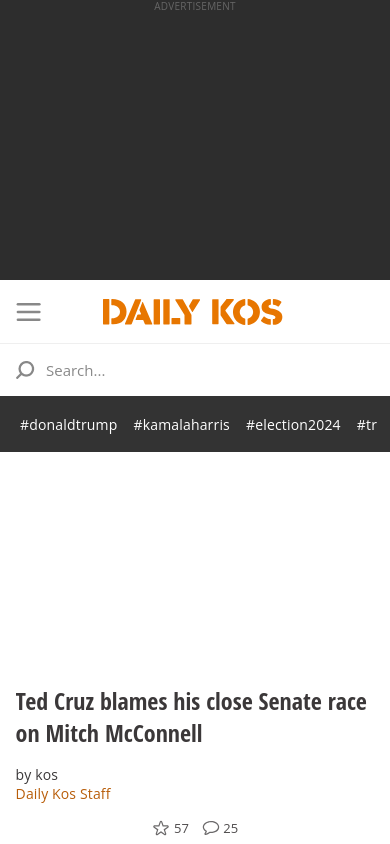 ADVERTISEMENT
DAILY KOS
Search...
#donaldtrump #kamalaharris #election2024 #tr
Ted Cruz blames his close Senate race
on Mitch McConnell
by kos
Daily Kos Staff
57 25